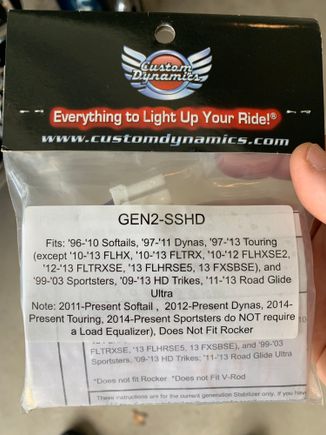 Custom
Dynamics
Everything to Light Up Your Ride!®
www.customdynamics.com
GEN2-SSHD
Fits: '96-'10 Softails, '97-'11 Dynas, '97-'13 Touring
(except '10-'13 FLHX, '10-'13 FLTRX, '10-'12 FLHXSE2,
'12-'13 FLTRXSE, '13 FLHRSE5, '13 FXSBSE), and
'99-'03 Sportsters, '09-'13 HD Trikes, '11-'13 Road Glide
Ultra
Note: 2011-Present Softail , 2012-Present Dynas, 2014-
Present Touring, 2014-Present Sportsters do NOT require
a Load Equalizer), Does Not Fit Rocker
FLTRXSE, '13 FLHRSE5, '13 FXSBSE), and '99-'03
Sportsters, '09-'13 HD Trikes, '11-'13 Road Glide
Ultra
*Does not fit Rocker *Does not Fit V-Rod
instructions are for the current generation Stabilizer only. If you have